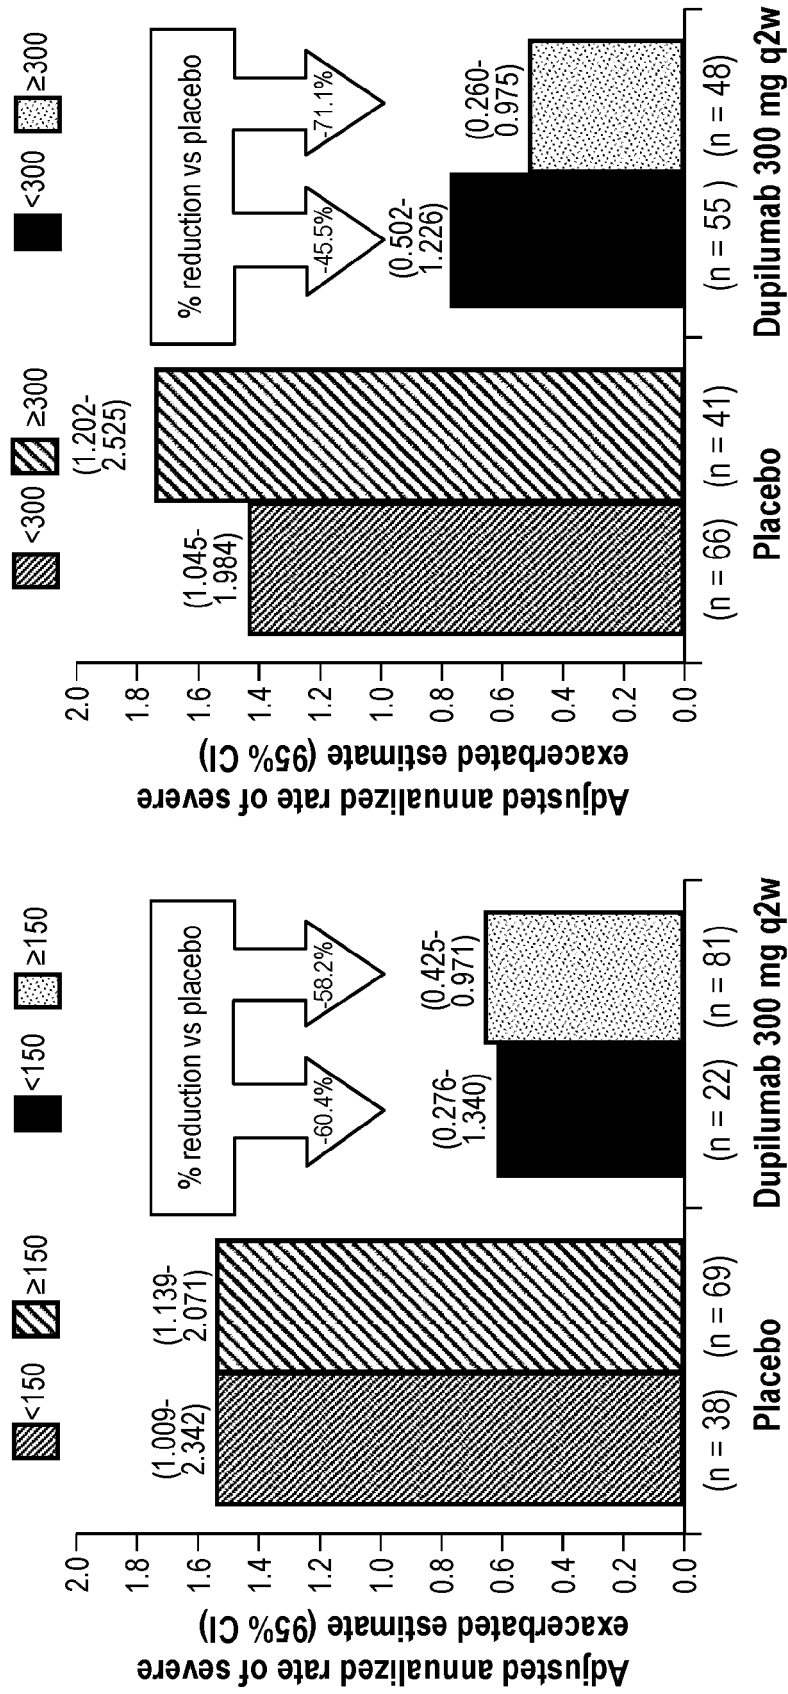 <150
≥150
<150
≥150
Adjusted annualized rate of severe
exacerbated estimate (95% CI)
2.0
1.8
1.6
1.4
1.2
1.0
0.8
0.6
0.4
0.2
0.0
(1.009-
2.342)
(1.139-
2.071)
% reduction vs placebo
-60.4%
-58.2%
(0.276-
1.340)
(0.425-
0.971)
(n = 38)
(n = 69)
(n = 22)
(n = 81)
Placebo
Dupilumab 300 mg q2w
<300
≥300
<300
≥300
Adjusted annualized rate of severe
exacerbated estimate (95% CI)
2.0
1.8
1.6
1.4
1.2
1.0
0.8
0.6
0.4
0.2
0.0
(1.045-
1.984)
(1.202-
2.525)
% reduction vs placebo
-45.5%
-71.1%
(0.502-
1.226)
(0.260-
0.975)
(n = 66)
(n = 41)
(n = 55 )
(n = 48)
Placebo
Dupilumab 300 mg q2w